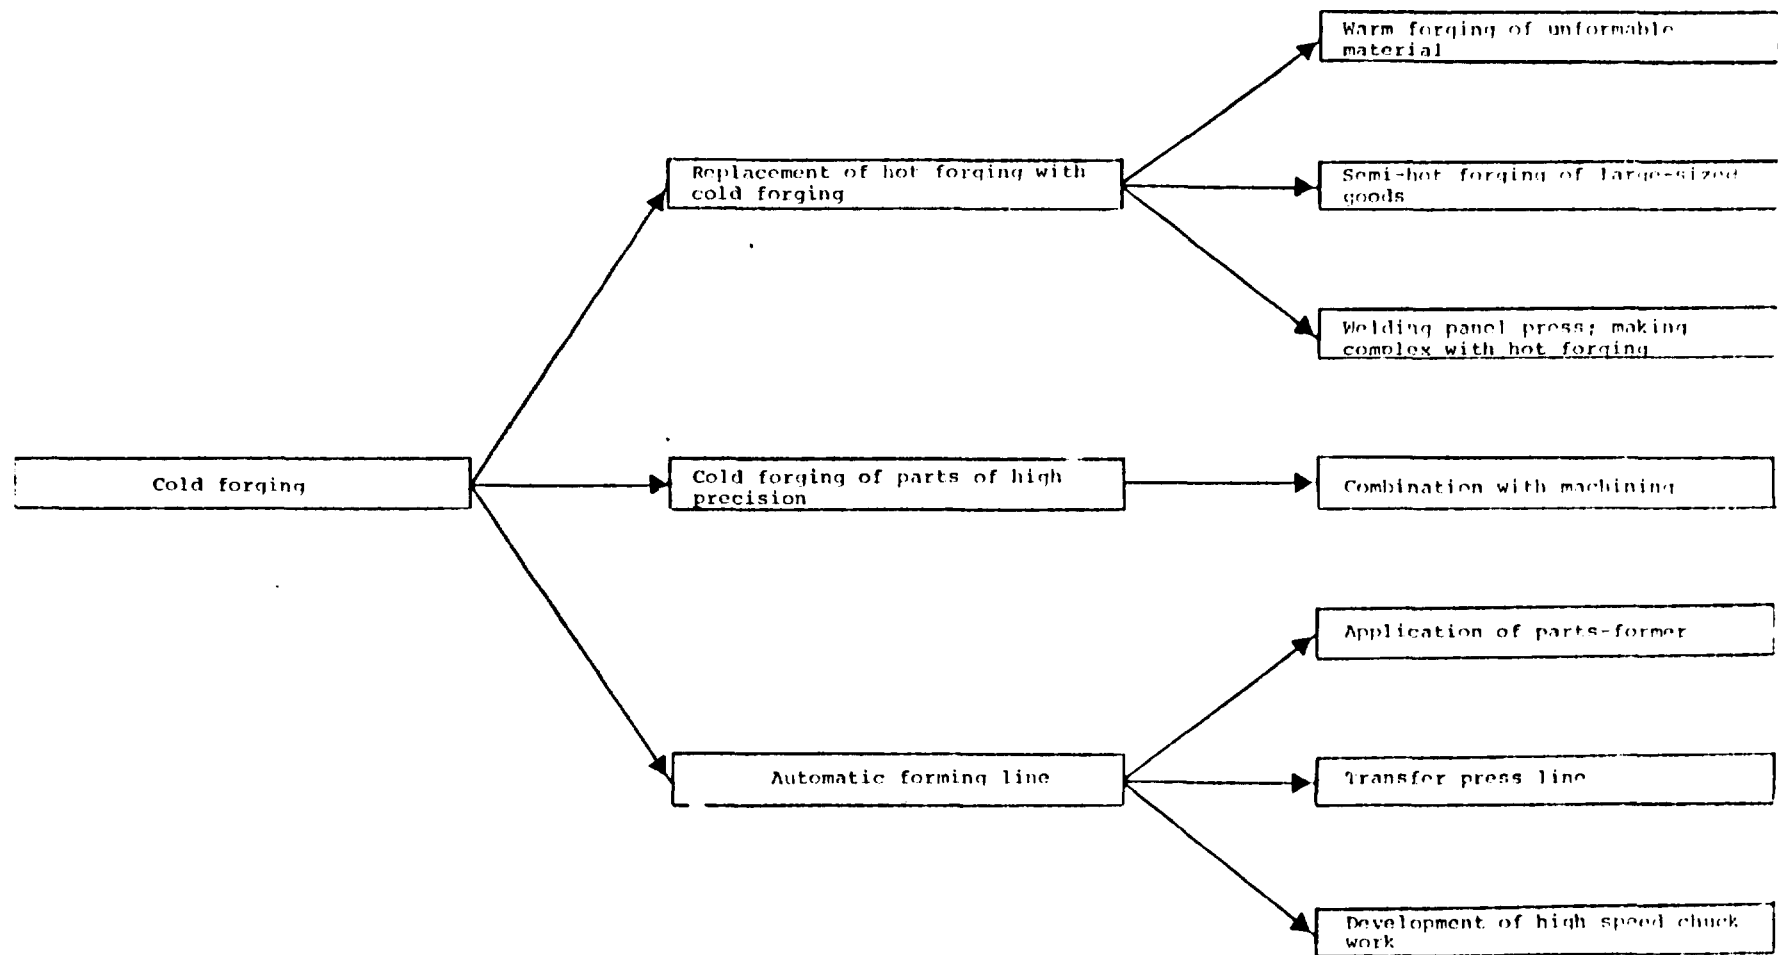 Warm forging of unformable
material
Replacement of hot forging with
cold forging
Semi-hot forging of large-sized
goods
Welding panel press; making
complex with hot forging
Cold forging
Cold forging of parts of high
precision
Combination with machining
Application of parts-former
Automatic forming line
Transfer press line
Development of high speed chuck
work